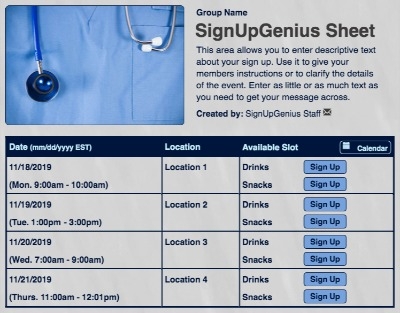 Group Name
SignUpGenius Sheet
This area allows you to enter descriptive text
about your sign up. Use it to give your
members instructions or to clarify the details
of the event. Enter as little or as much text as
you need to get your message across.
Created by: SignUpGenius Staff
Date (mm/dd/yyyy EST) Location Available Slot Calendar
11/18/2019 Location 1 Drinks Sign Up
(Mon. 9:00am - 10:00am) Snacks Sign Up
11/19/2019 Location 2 Drinks Sign Up
(Tue. 1:00pm - 3:00pm) Snacks Sign Up
11/20/2019 Location 3 Drinks Sign Up
(Wed. 7:00am - 9:00am) Snacks Sign Up
11/21/2019 Location 4 Drinks Sign Up
(Thurs. 11:00am - 12:01pm) Snacks Sign Up